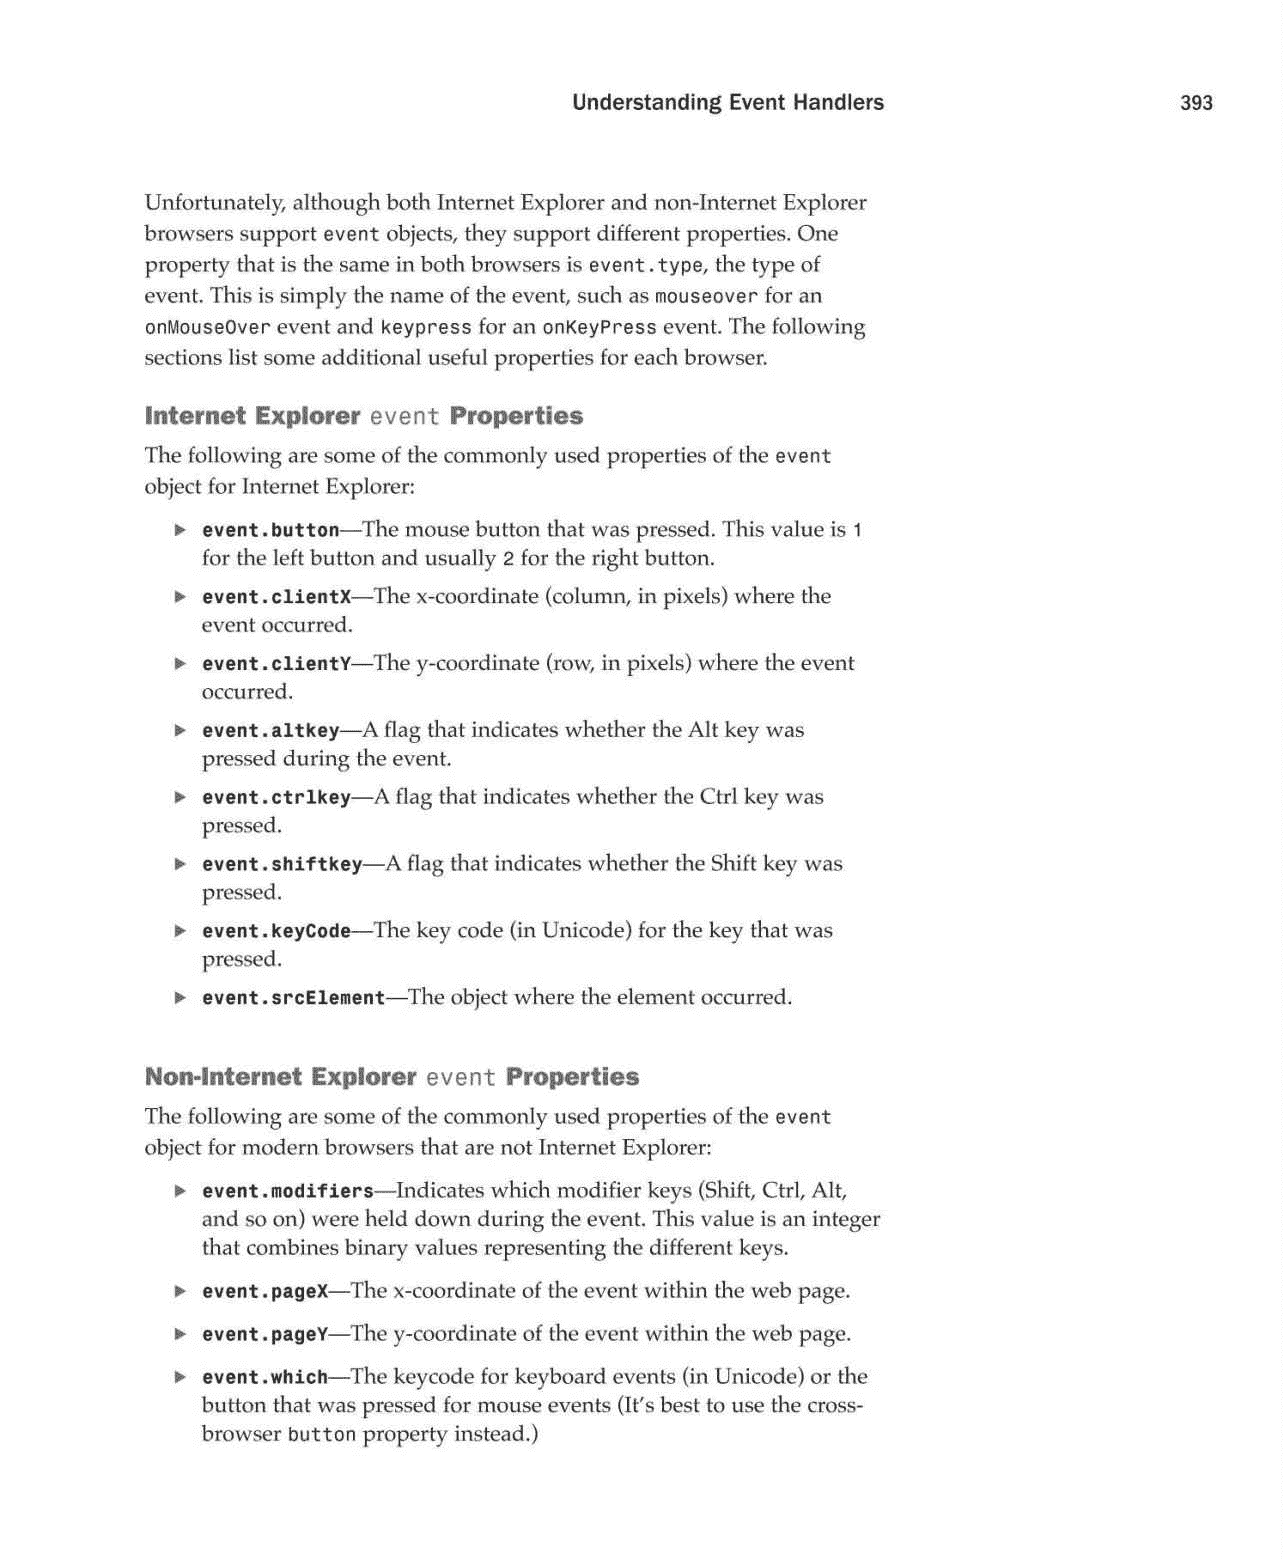 Understanding Event Handlers 393
Unfortunately, although both Internet Explorer and non-Internet Explorer
browsers support event objects, they support different properties. One
property that is the same in both browsers is event.type, the type of
event. This is simply the name of the event, such as mouseover for an
onMouseOver event and keypress for an onKeyPress event. The following
sections list some additional useful properties for each browser.
Internet Explorer event Properties
The following are some of the commonly used properties of the event
object for Internet Explorer:
▶ event.button—The mouse button that was pressed. This value is 1
for the left button and usually 2 for the right button.
▶ event.clientX—The x-coordinate (column, in pixels) where the
event occurred.
▶ event.clientY—The y-coordinate (row, in pixels) where the event
occurred.
▶ event.altkey—A flag that indicates whether the Alt key was
pressed during the event.
▶ event.ctrlkey—A flag that indicates whether the Ctrl key was
pressed.
▶ event.shiftkey—A flag that indicates whether the Shift key was
pressed.
▶ event.keyCode—The key code (in Unicode) for the key that was
pressed.
▶ event.srcElement—The object where the element occurred.
Non-Internet Explorer event Properties
The following are some of the commonly used properties of the event
object for modern browsers that are not Internet Explorer:
▶ event.modifiers—Indicates which modifier keys (Shift, Ctrl, Alt,
and so on) were held down during the event. This value is an integer
that combines binary values representing the different keys.
▶ event.pageX—The x-coordinate of the event within the web page.
▶ event.pageY—The y-coordinate of the event within the web page.
▶ event.which—The keycode for keyboard events (in Unicode) or the
button that was pressed for mouse events (It's best to use the cross-
browser button property instead.)